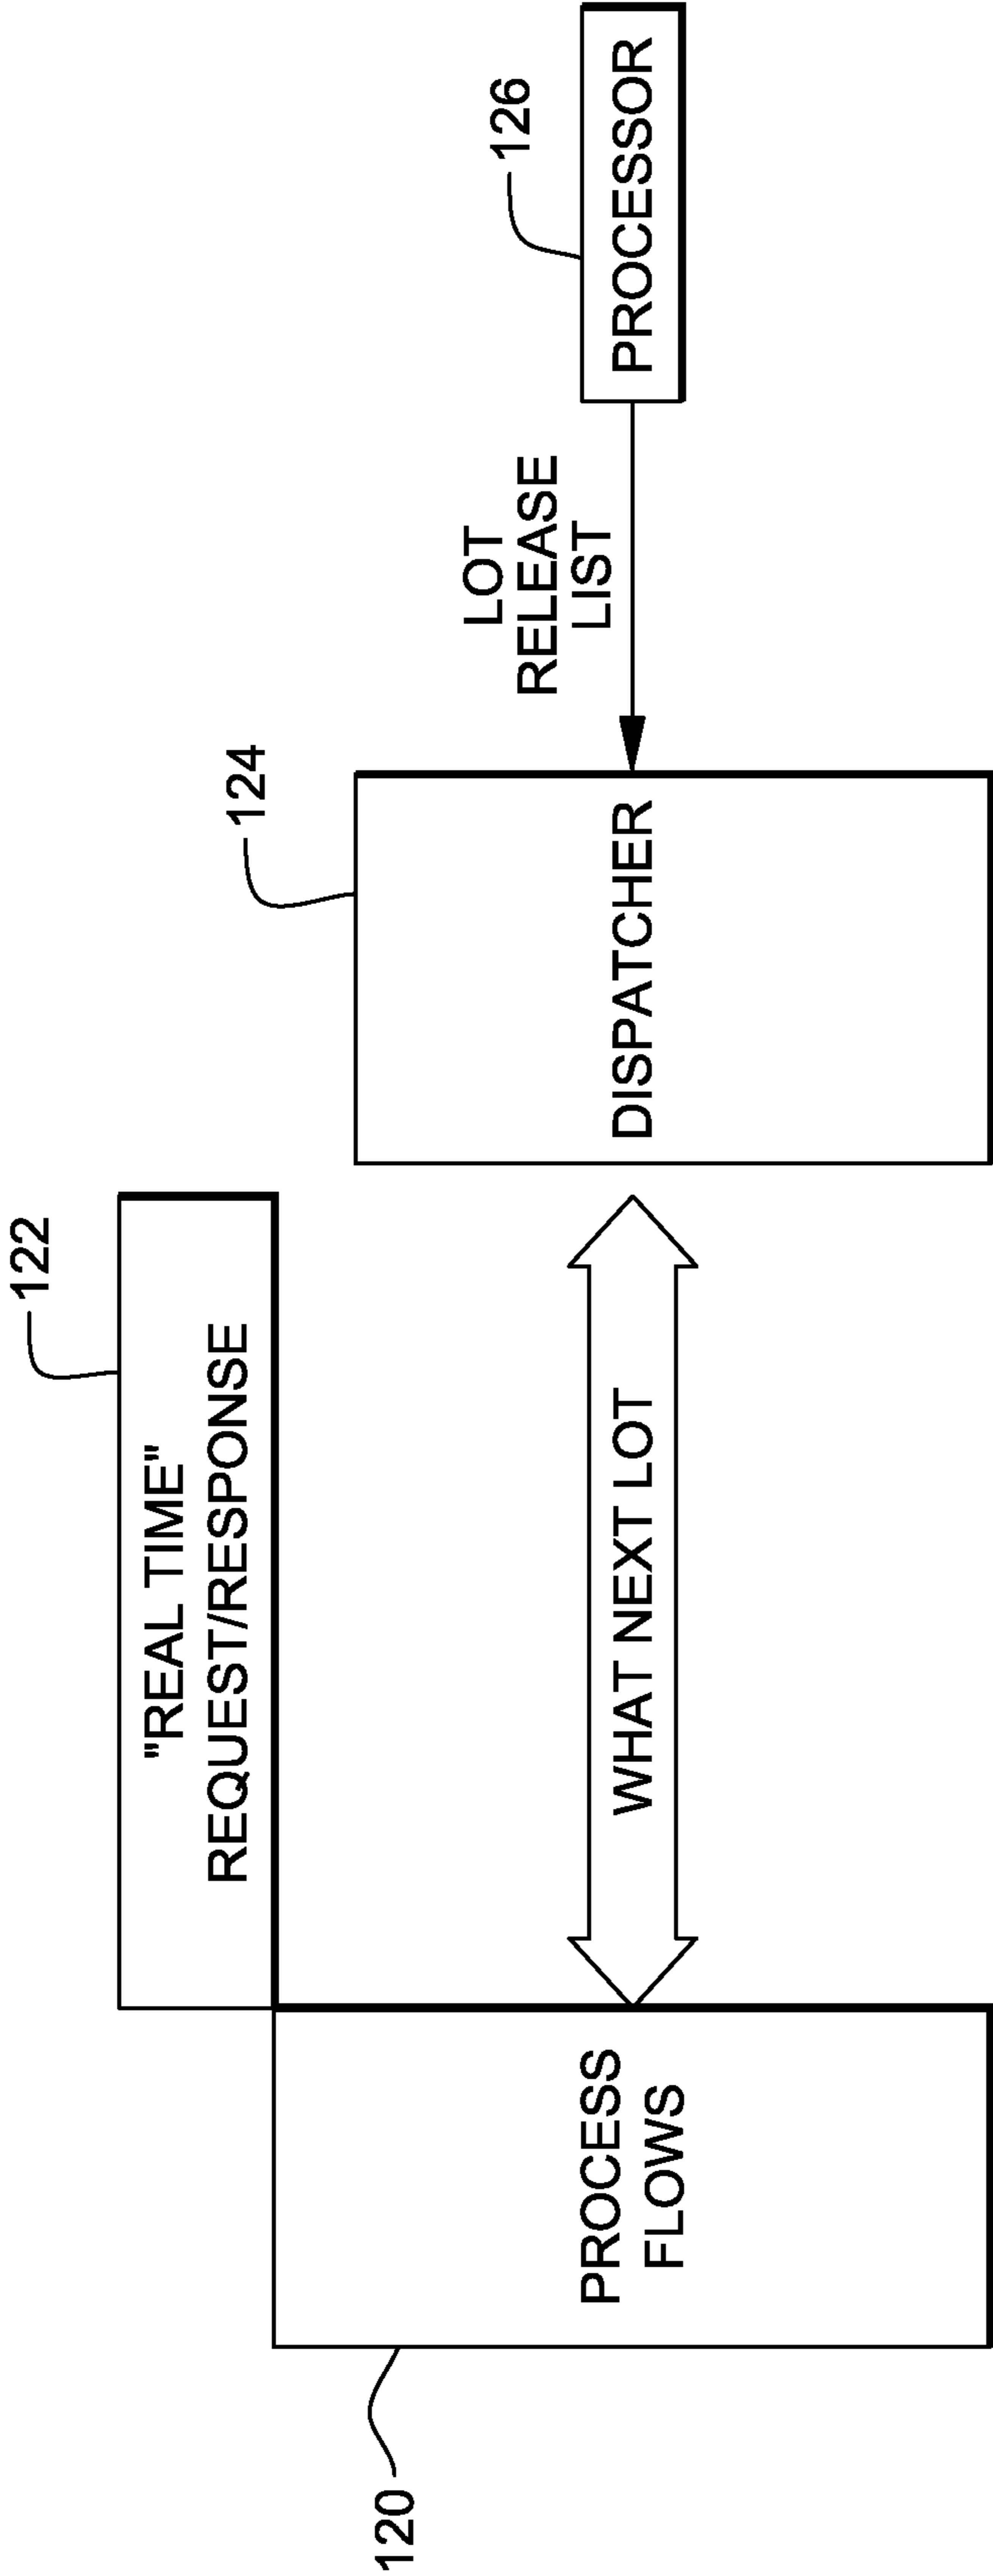 122
"REAL TIME"
REQUEST/RESPONSE
120
PROCESS
FLOWS
WHAT NEXT LOT
124
DISPATCHER
LOT
RELEASE
LIST
126
PROCESSOR